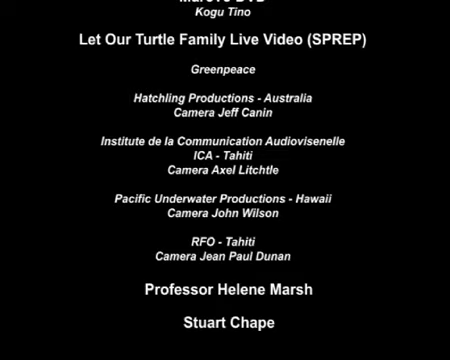 Kogu Tino
Let Our Turtle Family Live Video (SPREP)
Greenpeace
Hatchling Productions - Australia
Camera Jeff Canin
Institute de la Communication Audiovisenelle
ICA - Tahiti
Camera Axel Litchtle
Pacific Underwater Productions - Hawaii
Camera John Wilson
RFO - Tahiti
Camera Jean Paul Dunan
Professor Helene Marsh
Stuart Chape